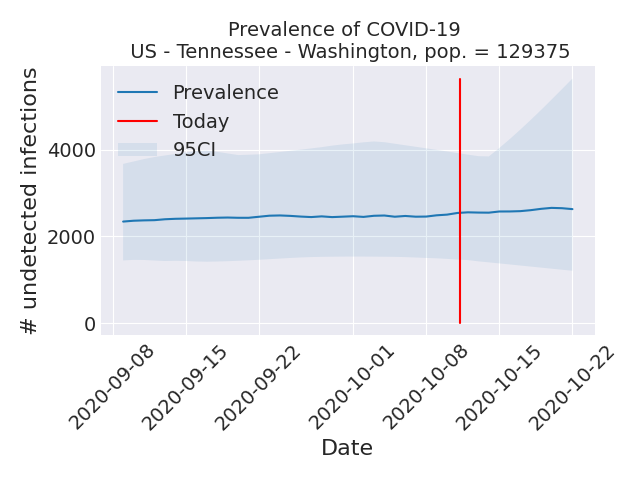 Prevalence of COVID-19
US - Tennessee - Washington, pop. = 129375
# undetected infections
4000
2000
0
Prevalence
Today
95CI
2020-09-08
2020-09-15
2020-09-22
2020-10-01
2020-10-08
2020-10-15
2020-10-22
Date